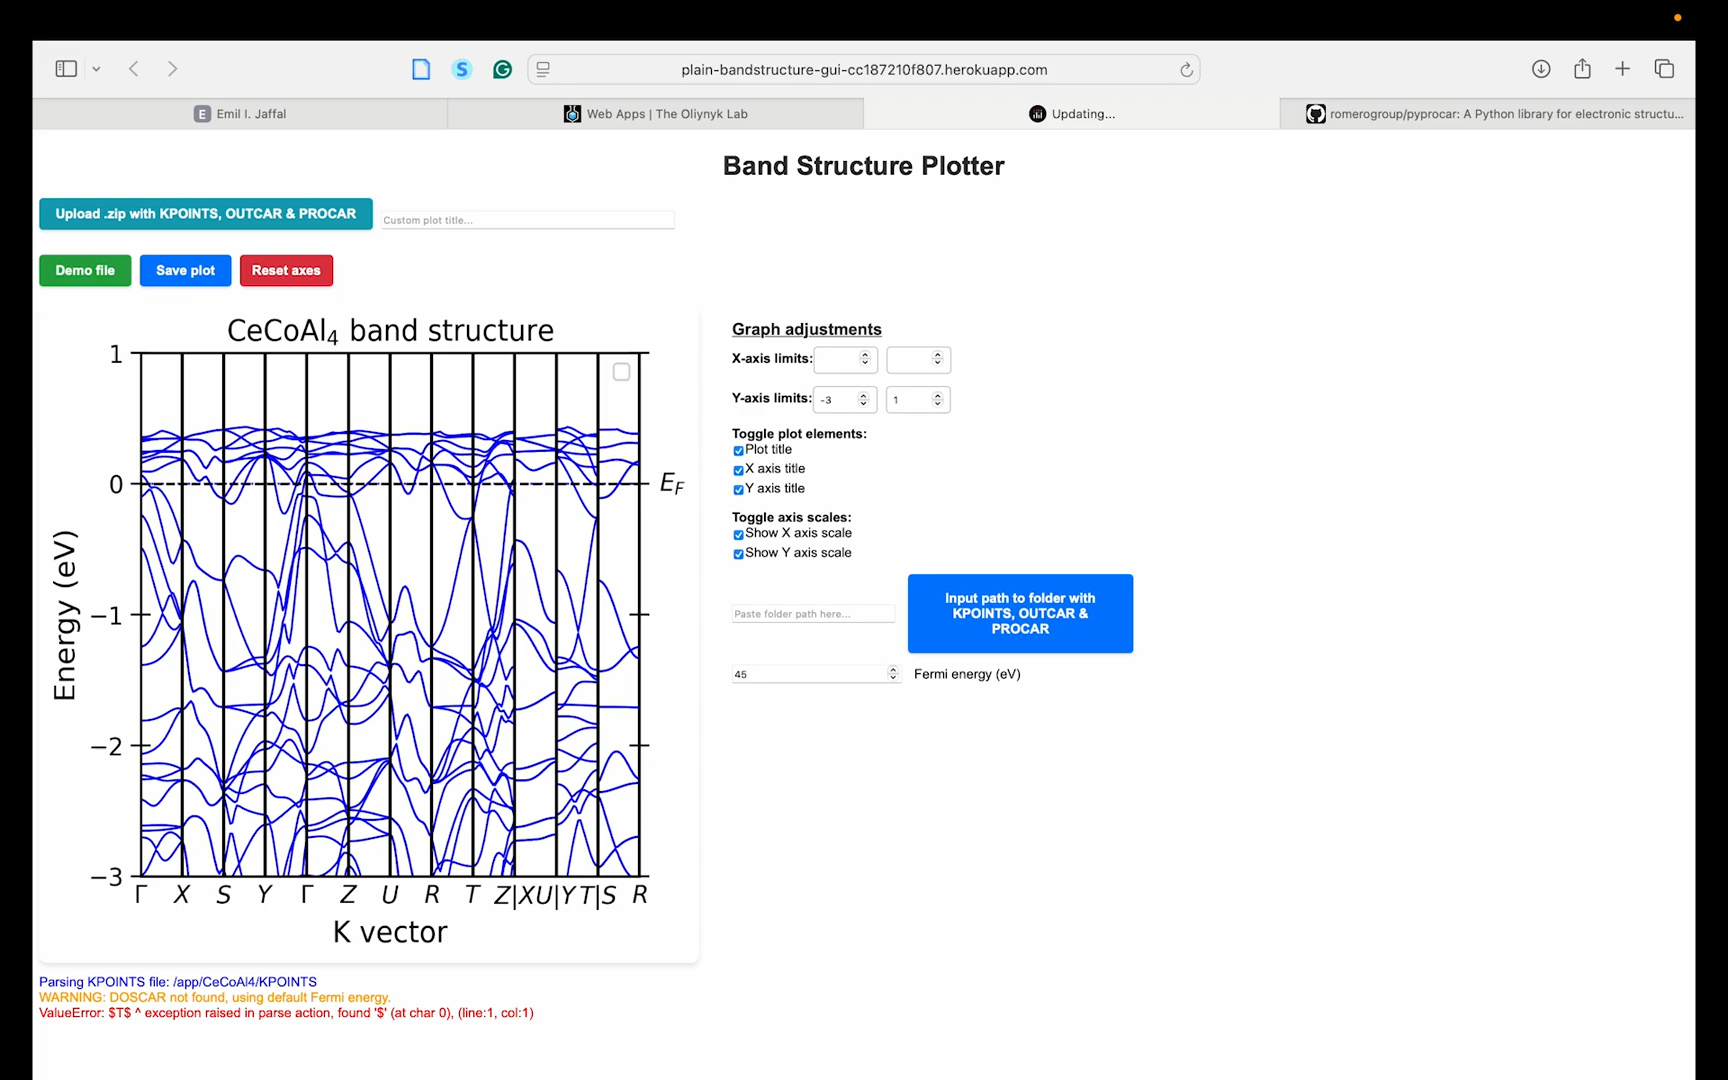 plain-bandstructure-gui-cc187210f807.herokuapp.com
E Emil I. Jaffal
Web Apps | The Oliynyk Lab
Updating...
romerogroup/pyprocar: A Python library for electronic structu...
Band Structure Plotter
Upload .zip with KPOINTS, OUTCAR & PROCAR
Custom plot title...
Demo file
Save plot
Reset axes
CeCoAl₄ band structure
1
0
−1
−2
−3
Energy (eV)
E_F
Γ X S Y Γ Z U R T Z|X U|Y T|S R
K vector
Graph adjustments
X-axis limits:
Y-axis limits: -3 1
Toggle plot elements:
Plot title
X axis title
Y axis title
Toggle axis scales:
Show X axis scale
Show Y axis scale
Paste folder path here...
Input path to folder with
KPOINTS, OUTCAR &
PROCAR
45
Fermi energy (eV)
Parsing KPOINTS file: /app/CeCoAl4/KPOINTS
WARNING: DOSCAR not found, using default Fermi energy.
ValueError: $T$ ^ exception raised in parse action, found '$' (at char 0), (line:1, col:1)